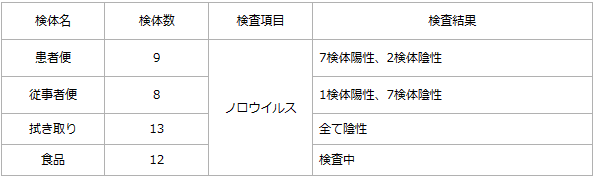 検体名 検体数 検査項目 検査結果
患者便 9 ノロウイルス 7検体陽性、2検体陰性
従事者便 8 1検体陽性、7検体陰性
拭き取り 13 全て陰性
食品 12 検査中